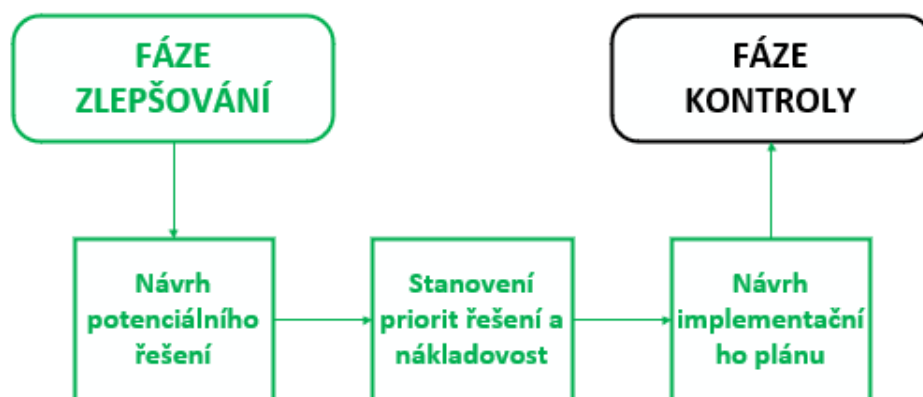 FÁZE
ZLEPŠOVÁNÍ
FÁZE
KONTROLY
Návrh
potenciálního
řešení
Stanovení
priorit řešení a
nákladovost
Návrh
implementační
ho plánu